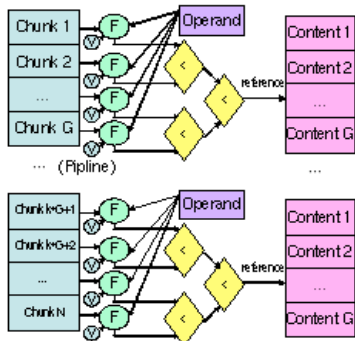 Chunk 1
F
Operand
V
Content 1
Chunk 2
F
<
V
Content 2
...
F
<
reference
...
V
Chunk G
F
<
Content G
V
... (Pipline)
...
Chunk k*G+1
F
Operand
V
Content 1
Chunk k*G+2
F
<
V
Content 2
reference
...
F
<
...
V
Chunk N
F
<
Content G
V